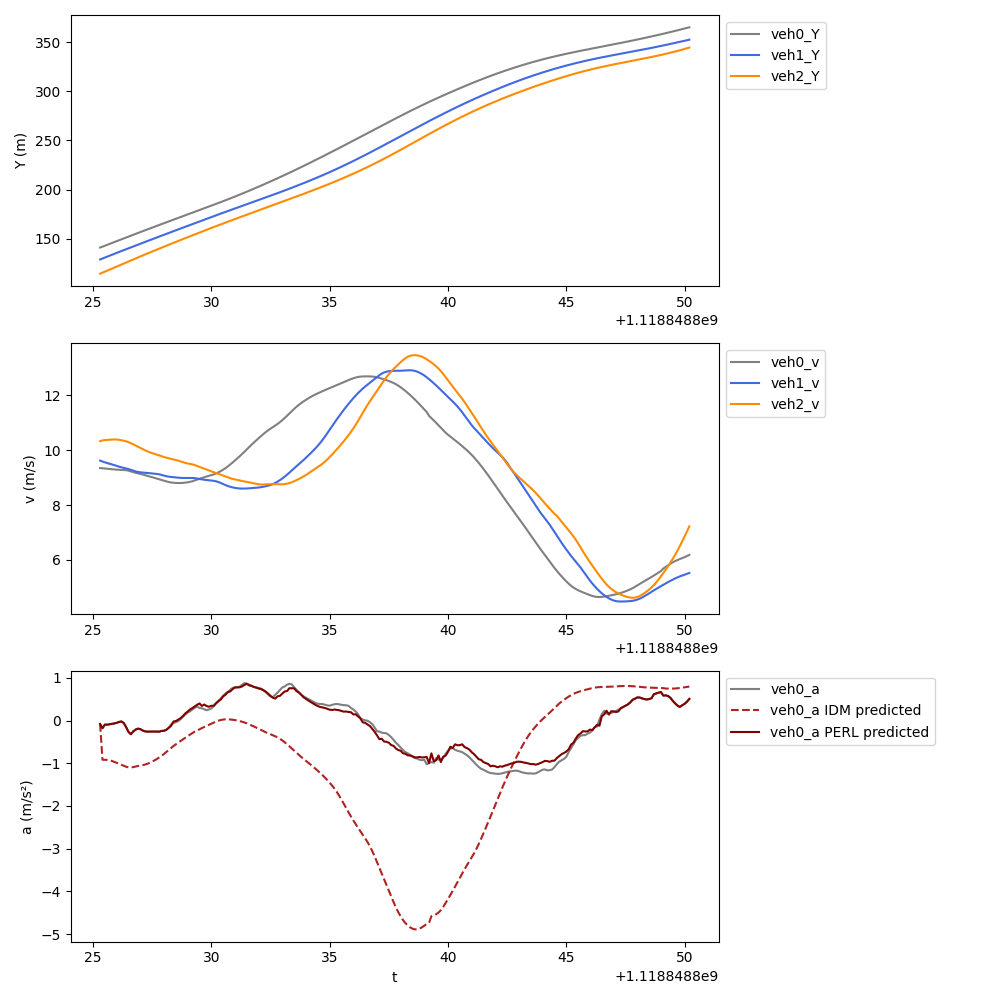 350
300
250
200
150
Y (m)
25 30 35 40 45 50
+1.1188488e9
veh0_Y
veh1_Y
veh2_Y
12
10
8
6
v (m/s)
25 30 35 40 45 50
+1.1188488e9
veh0_v
veh1_v
veh2_v
1
0
−1
−2
−3
−4
−5
a (m/s²)
25 30 35 40 45 50
t
+1.1188488e9
veh0_a
veh0_a IDM predicted
veh0_a PERL predicted